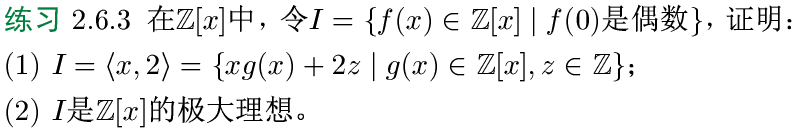 练习 2.6.3 在ℤ[x]中，令I = {f(x) ∈ ℤ[x] | f(0)是偶数}，证明：
(1) I = ⟨x, 2⟩ = {xg(x) + 2z | g(x) ∈ ℤ[x], z ∈ ℤ}；
(2) I是ℤ[x]的极大理想。